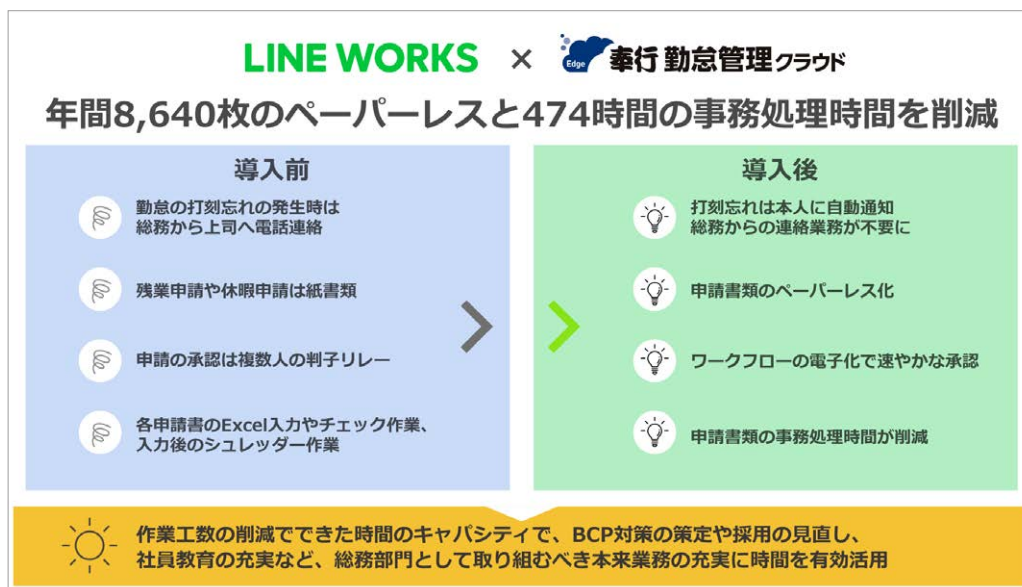 LINE WORKS × Edge 奉行 勤怠管理クラウド
年間8,640枚のペーパーレスと474時間の事務処理時間を削減
導入前
勤怠の打刻忘れの発生時は
総務から上司へ電話連絡
残業申請や休暇申請は紙書類
申請の承認は複数人の判子リレー
各申請書のExcel入力やチェック作業、
入力後のシュレッダー作業
導入後
打刻忘れは本人に自動通知
総務からの連絡業務が不要に
申請書類のペーパーレス化
ワークフローの電子化で速やかな承認
申請書類の事務処理時間が削減
作業工数の削減でできた時間のキャパシティで、BCP対策の策定や採用の見直し、
社員教育の充実など、総務部門として取り組むべき本来業務の充実に時間を有効活用